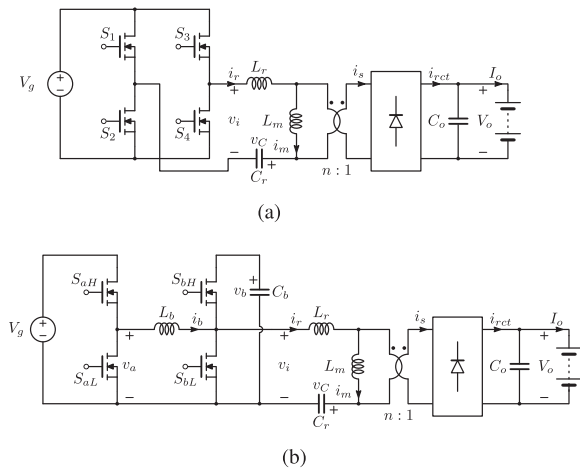 S1 S3
Vg
S2 S4
ir Lr
+
vi
−
Lm
vC im
− +
Cr
n : 1
is irct Io
+
Co Vo
−
(a)
SaH SbH
Vg
SaL SbL
+
va
−
Lb ib
+
vb Cb
ir Lr
+
vi
−
Lm
vC im
− +
Cr
n : 1
is irct Io
+
Co Vo
−
(b)